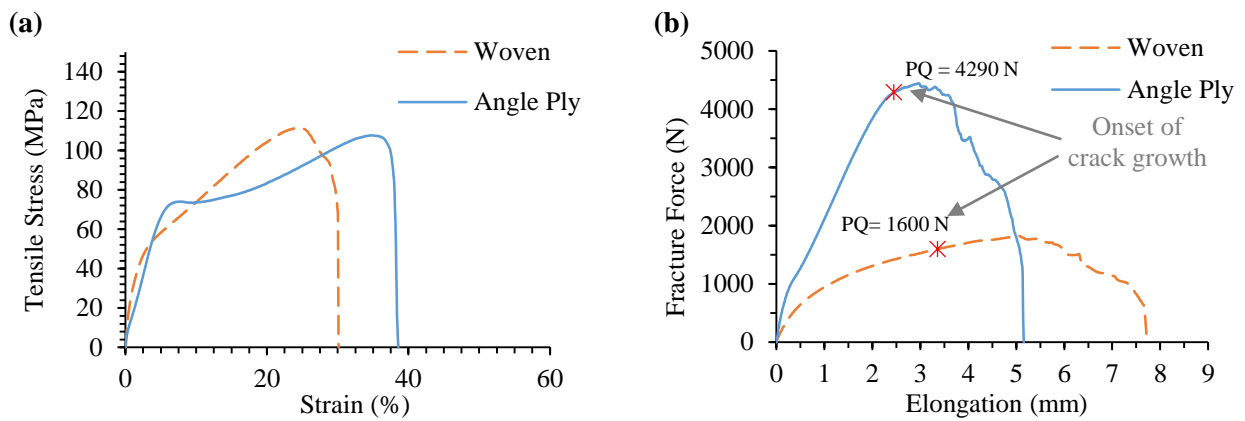 (a)
Woven
Angle Ply
Tensile Stress (MPa)
140
120
100
80
60
40
20
0
0 20 40 60
Strain (%)
(b)
Woven
Angle Ply
Fracture Force (N)
5000
4000
3000
2000
1000
0
PQ = 4290 N
Onset of
crack growth
PQ= 1600 N
0 1 2 3 4 5 6 7 8 9
Elongation (mm)